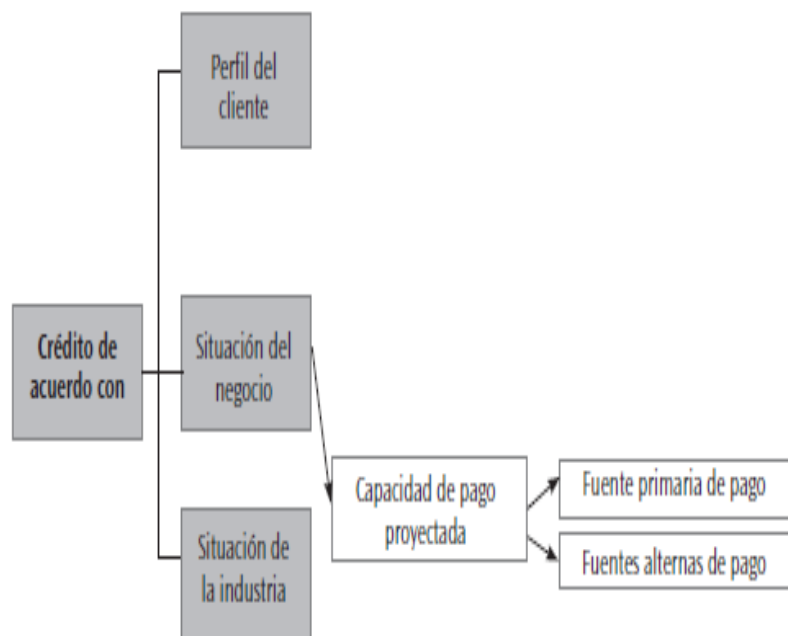 Perfil del
cliente
Crédito de
acuerdo con
Situación del
negocio
Capacidad de pago
proyectada
Fuente primaria de pago
Fuentes alternas de pago
Situación de
la industria